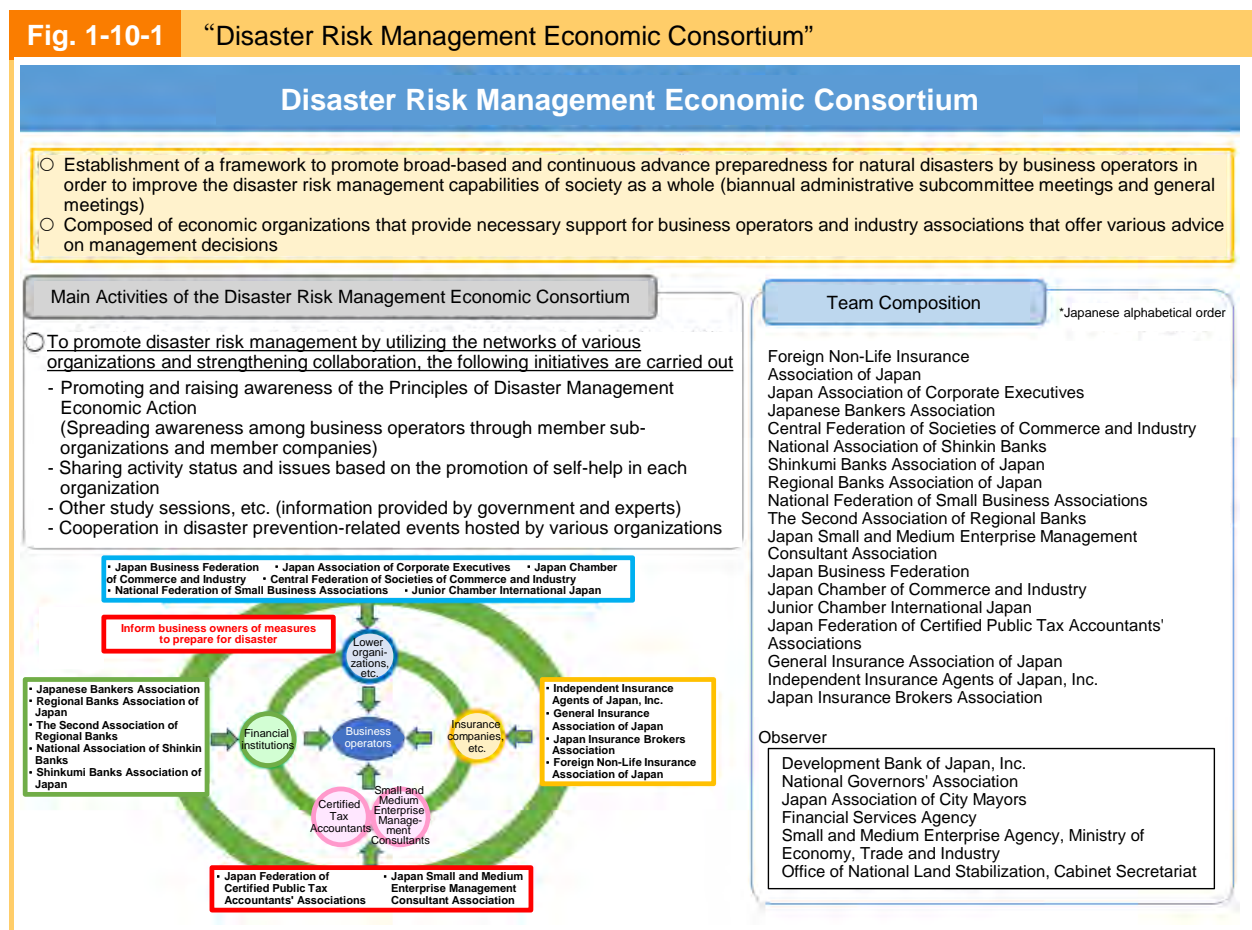 Fig. 1-10-1
“Disaster Risk Management Economic Consortium”
Disaster Risk Management Economic Consortium
○ Establishment of a framework to promote broad-based and continuous advance preparedness for natural disasters by business operators in
order to improve the disaster risk management capabilities of society as a whole (biannual administrative subcommittee meetings and general
meetings)
○ Composed of economic organizations that provide necessary support for business operators and industry associations that offer various advice
on management decisions
Main Activities of the Disaster Risk Management Economic Consortium
○ To promote disaster risk management by utilizing the networks of various
organizations and strengthening collaboration, the following initiatives are carried out
- Promoting and raising awareness of the Principles of Disaster Management
Economic Action
(Spreading awareness among business operators through member sub-
organizations and member companies)
- Sharing activity status and issues based on the promotion of self-help in each
organization
- Other study sessions, etc. (information provided by government and experts)
- Cooperation in disaster prevention-related events hosted by various organizations
・Japan Business Federation ・Japan Association of Corporate Executives ・Japan Chamber
of Commerce and Industry ・Central Federation of Societies of Commerce and Industry
・National Federation of Small Business Associations ・Junior Chamber International Japan
Inform business owners of measures
to prepare for disaster
Lower
organi-
zations,
etc.
・Japanese Bankers Association
・Regional Banks Association of
Japan
・The Second Association of
Regional Banks
・National Association of Shinkin
Banks
・Shinkumi Banks Association of
Japan
Financial
institutions
Business
operators
Insurance
companies,
etc.
・Independent Insurance
Agents of Japan, Inc.
・General Insurance
Association of Japan
・Japan Insurance Brokers
Association
・Foreign Non-Life Insurance
Association of Japan
Certified
Tax
Accountants
Small and
Medium
Enterprise
Manage-
ment
Consultants
・Japan Federation of
Certified Public Tax
Accountants' Associations
・Japan Small and Medium
Enterprise Management
Consultant Association
Team Composition
*Japanese alphabetical order
Foreign Non-Life Insurance
Association of Japan
Japan Association of Corporate Executives
Japanese Bankers Association
Central Federation of Societies of Commerce and Industry
National Association of Shinkin Banks
Shinkumi Banks Association of Japan
Regional Banks Association of Japan
National Federation of Small Business Associations
The Second Association of Regional Banks
Japan Small and Medium Enterprise Management
Consultant Association
Japan Business Federation
Japan Chamber of Commerce and Industry
Junior Chamber International Japan
Japan Federation of Certified Public Tax Accountants'
Associations
General Insurance Association of Japan
Independent Insurance Agents of Japan, Inc.
Japan Insurance Brokers Association
Observer
Development Bank of Japan, Inc.
National Governors' Association
Japan Association of City Mayors
Financial Services Agency
Small and Medium Enterprise Agency, Ministry of
Economy, Trade and Industry
Office of National Land Stabilization, Cabinet Secretariat